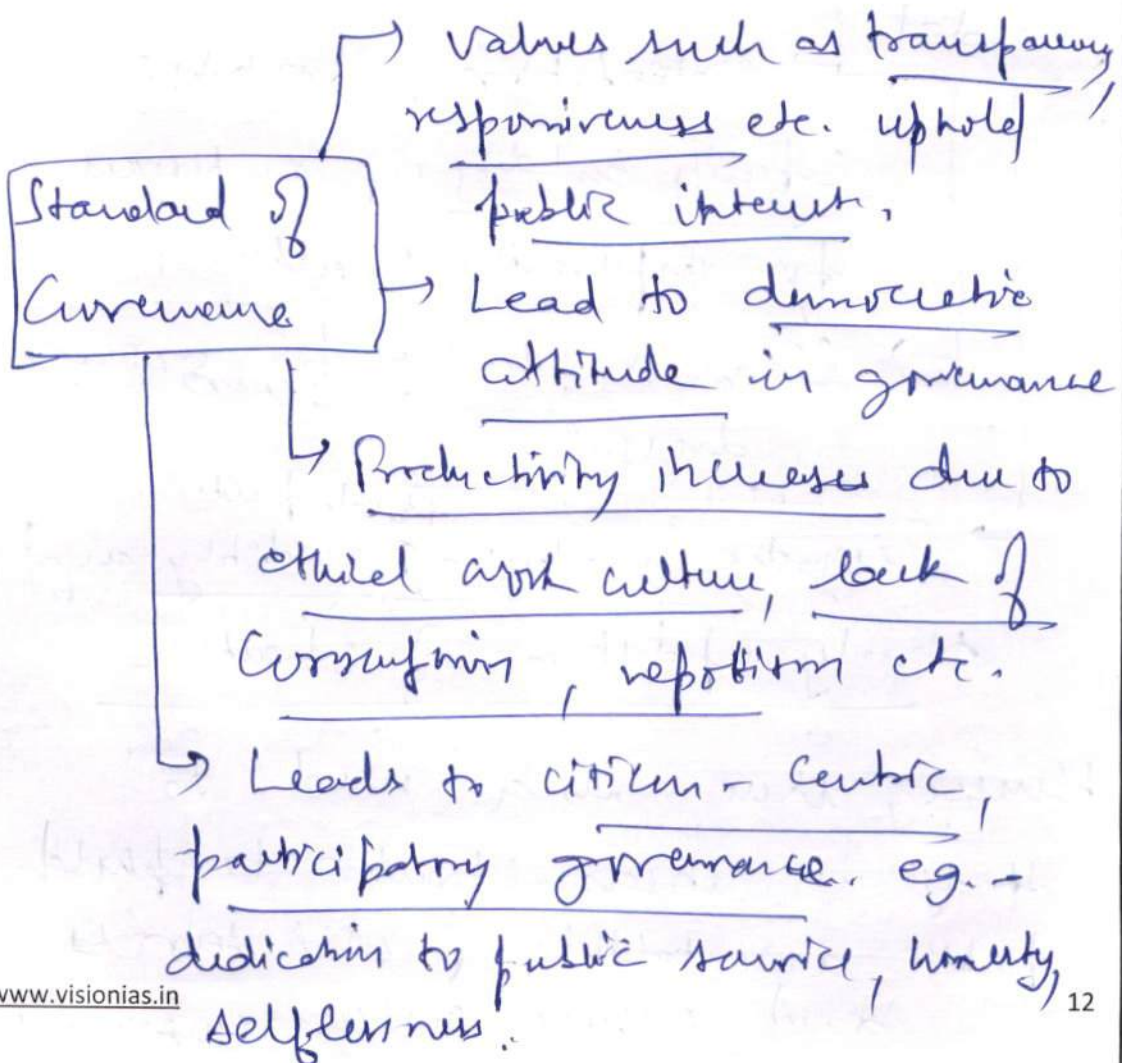 values such as transparency,
responsiveness etc. uphold
public interest.
Standard of
Governance
Lead to democratic
attitude in governance
Productivity increases due to
ethical work culture, lack of
Corruption, nepotism etc.
Leads to citizen-centric,
participatory governance. eg. -
dedication to public service, honesty,
selflessness.
www.visionias.in
12